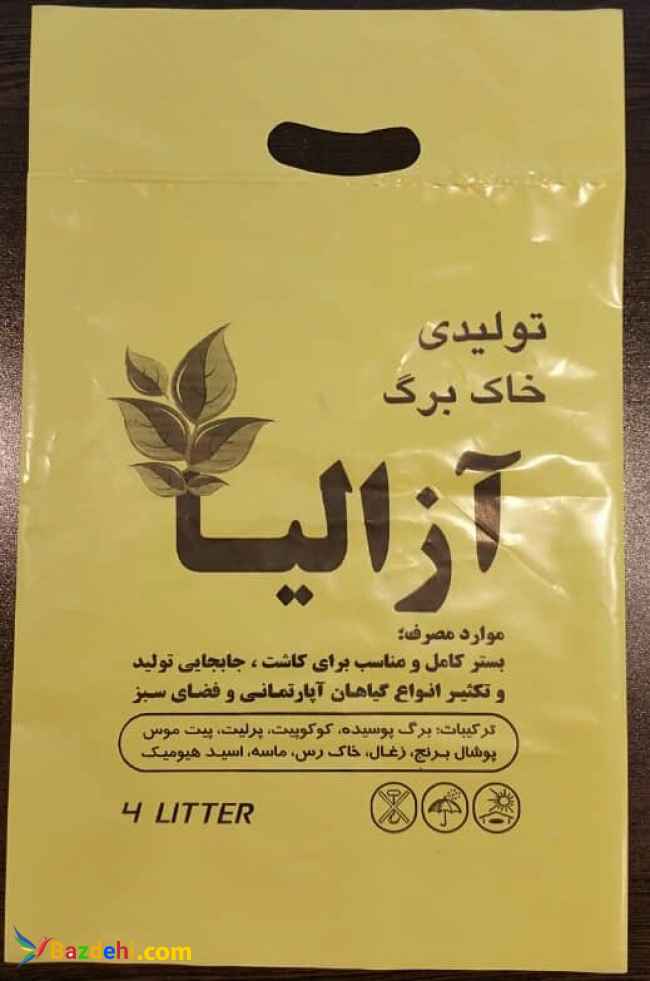 تولیدی
خاک برگ
آزالیا
موارد مصرف؛
بستر کامل و مناسب برای کاشت ، جابجایی تولید
و تکثیر انواع گیاهان آپارتمانی و فضای سبز
ترکیبات؛ برگ پوسیده، کوکوپیت، پرلیت، پیت موس
پوشال برنج، زغال، خاک رس، ماسه، اسید هیومیک
4 LITTER
Bazdehi.com